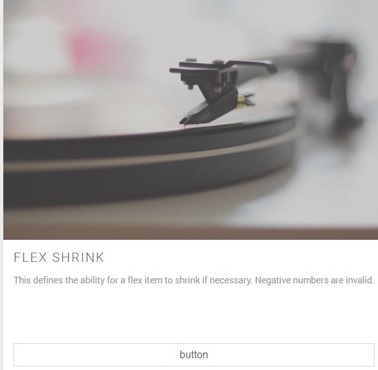 FLEX SHRINK
This defines the ability for a flex item to shrink if necessary. Negative numbers are invalid.
button